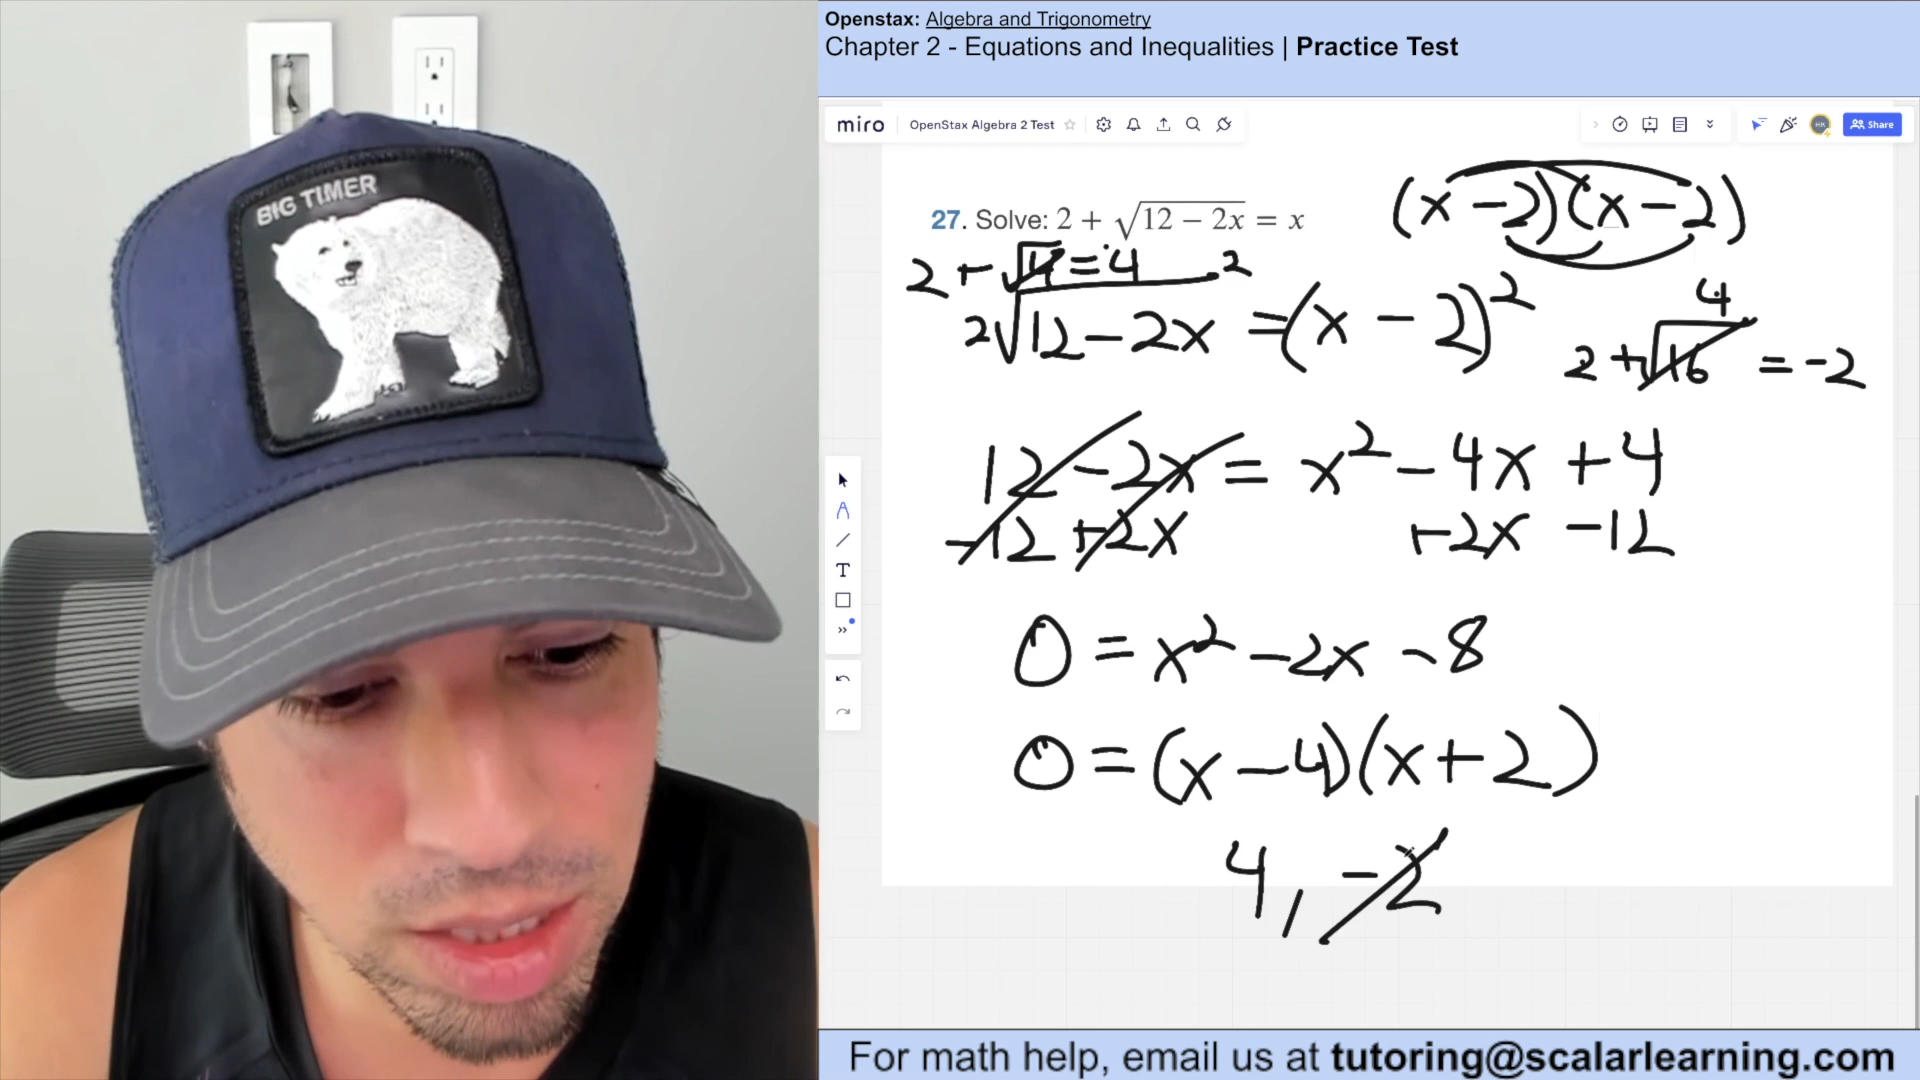 BIG TIMER
Openstax: Algebra and Trigonometry
Chapter 2 - Equations and Inequalities | Practice Test
miro OpenStax Algebra 2 Test
Share
27. Solve: 2 + √12 − 2x = x
(x − 2)(x − 2)
2 + √4 = 4
2
2√12 − 2x = (x − 2)²
4
2 + √16 = -2
12 − 2x = x² − 4x + 4
-12 +2x +2x -12
0 = x² − 2x − 8
0 = (x − 4)(x + 2)
4, -2
T
For math help, email us at tutoring@scalarlearning.com